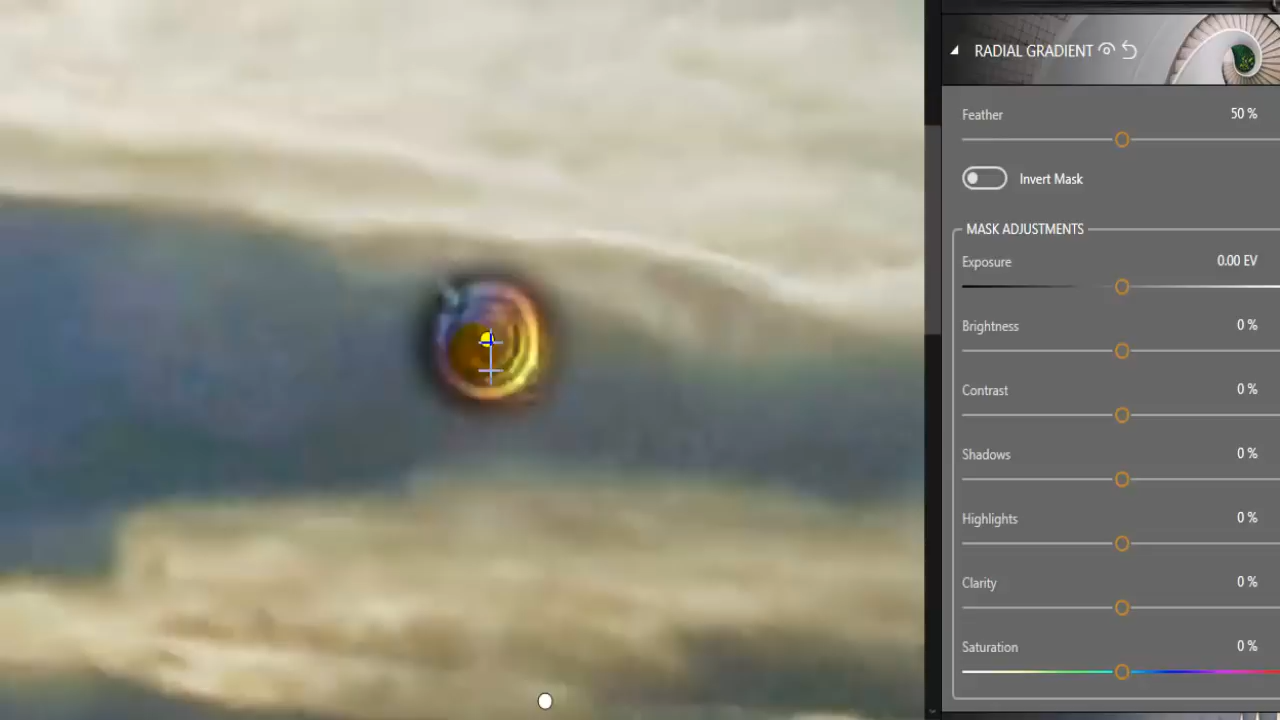 RADIAL GRADIENT
Feather 50 %
Invert Mask
MASK ADJUSTMENTS
Exposure 0.00 EV
Brightness 0 %
Contrast 0 %
Shadows 0 %
Highlights 0 %
Clarity 0 %
Saturation 0 %